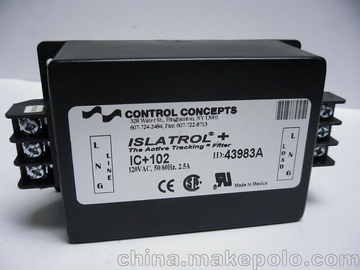 CONTROL CONCEPTS
328 Water St., Binghamton, NY 13901
607-724-2484, Fax: 607-722-8713
ISLATROL®+
The Active Tracking® Filter
IC+102 ID:43983A
120VAC, 50/60Hz, 2.5A
Made in Mexico
L
N
G
LINE
L
N
G
LOAD
china.makepolo.com